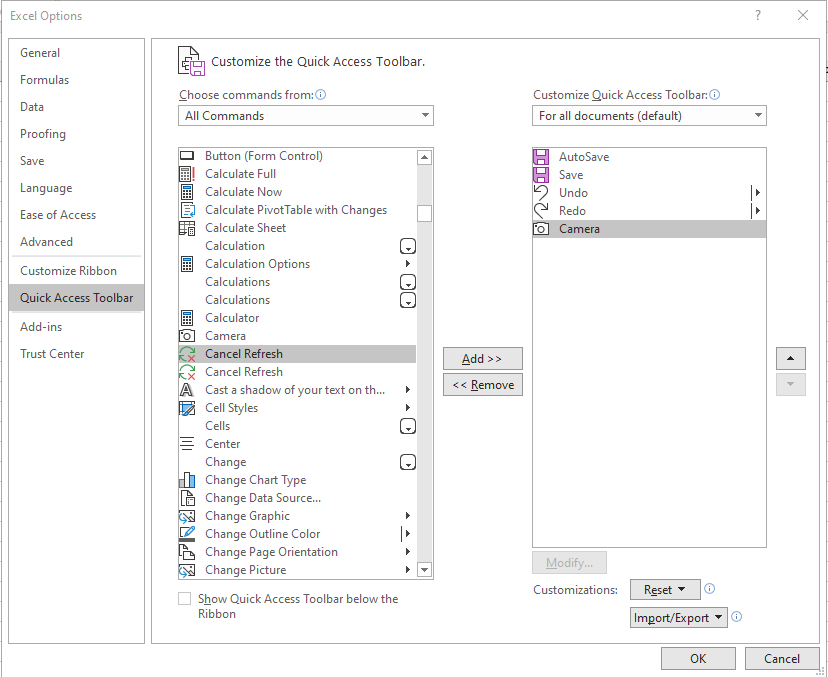 Excel Options
?
General
Formulas
Data
Proofing
Save
Language
Ease of Access
Advanced
Customize Ribbon
Quick Access Toolbar
Add-ins
Trust Center
Customize the Quick Access Toolbar.
Choose commands from:
All Commands
Button (Form Control)
Calculate Full
Calculate Now
Calculate PivotTable with Changes
Calculate Sheet
Calculation
Calculation Options
Calculations
Calculations
Calculator
Camera
Cancel Refresh
Cancel Refresh
Cast a shadow of your text on th...
Cell Styles
Cells
Center
Change
Change Chart Type
Change Data Source...
Change Graphic
Change Outline Color
Change Page Orientation
Change Picture
Show Quick Access Toolbar below the
Ribbon
Add >>
<< Remove
Customize Quick Access Toolbar:
For all documents (default)
AutoSave
Save
Undo
Redo
Camera
Modify...
Customizations:
Reset
Import/Export
OK
Cancel